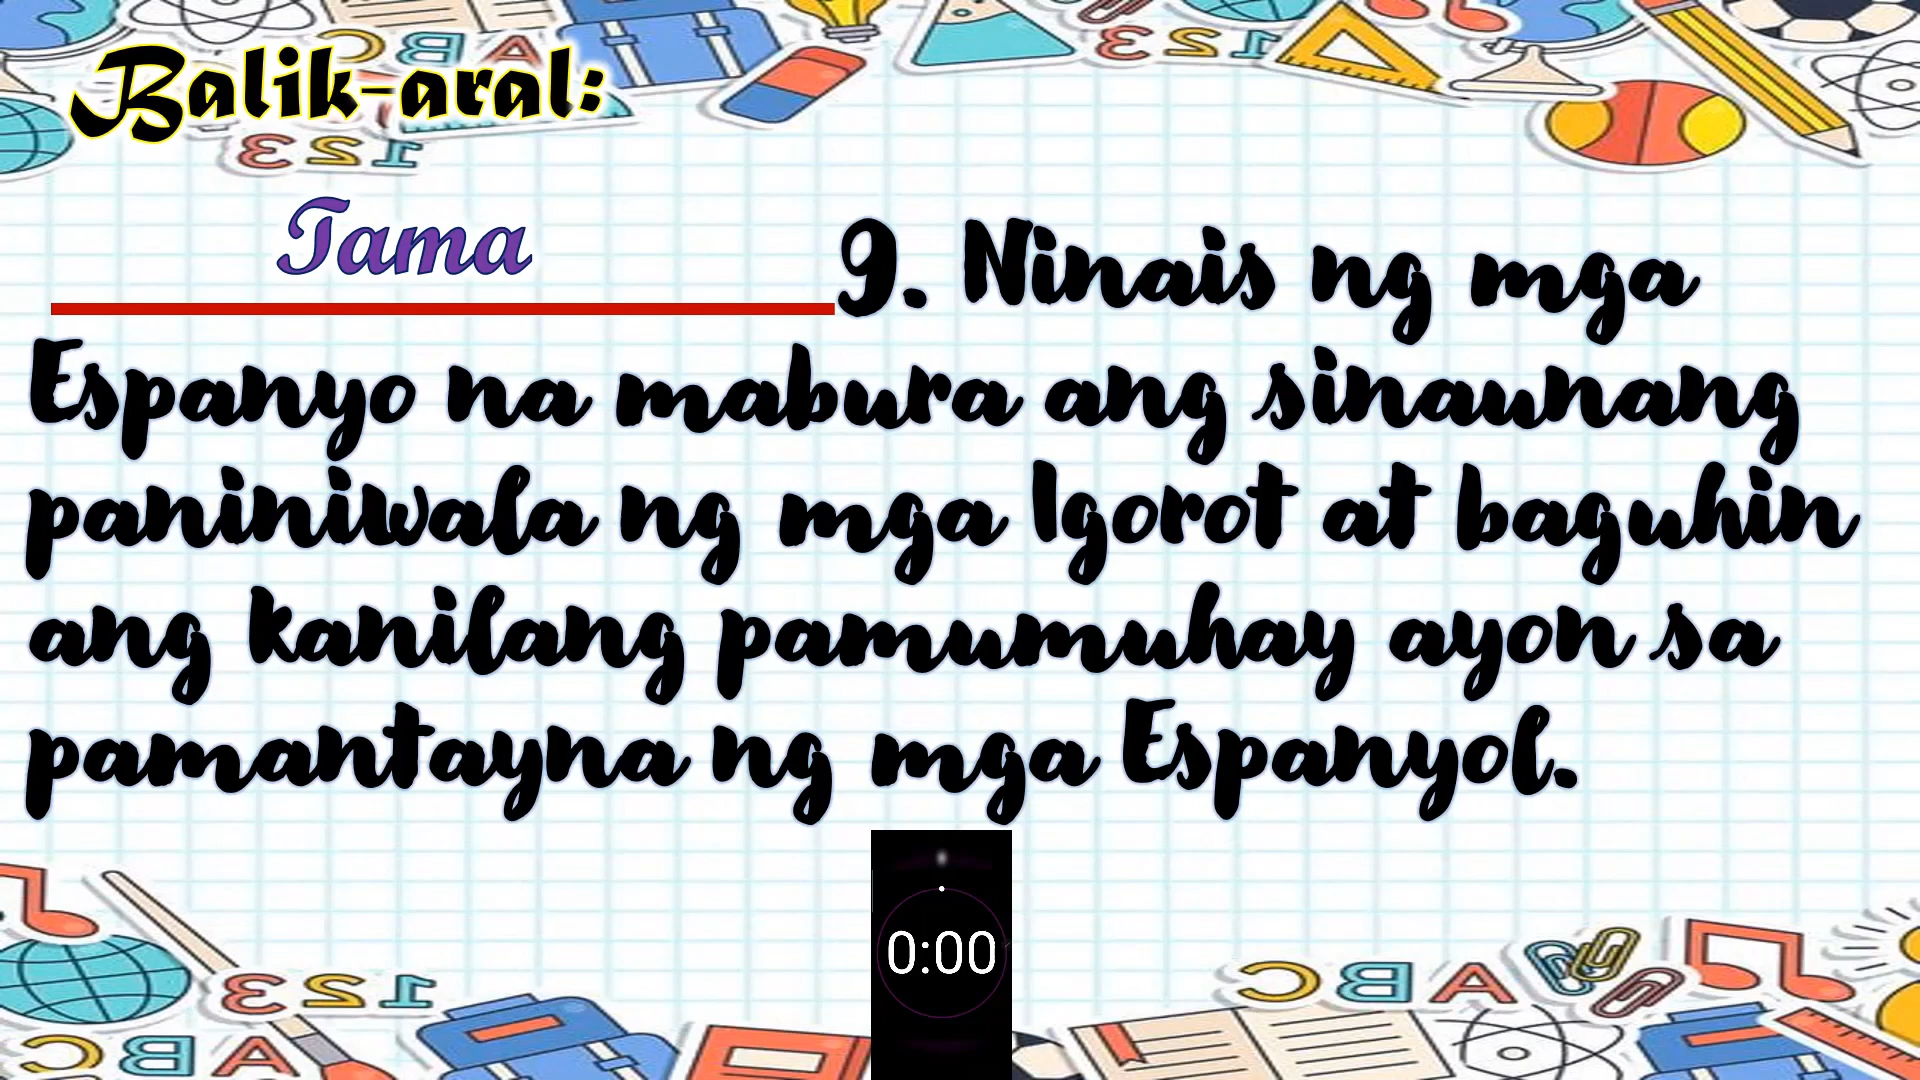 Balik-aral:
Tama
9. Ninais ng mga
Espanyo na mabura ang sinaunang
paniniwala ng mga Igorot at baguhin
ang kanilang pamumuhay ayon sa
pamantayna ng mga Espanyol.
0:00